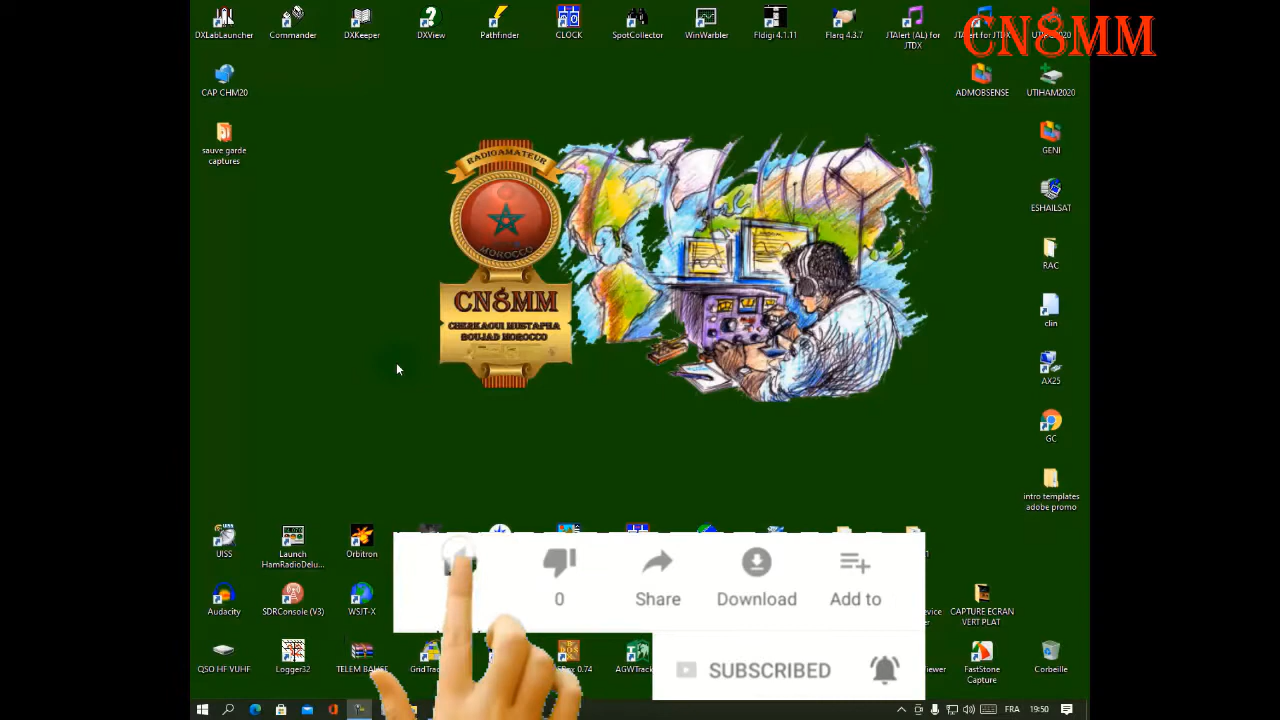 DXLabLauncher
Commander
DXKeeper
DXView
Pathfinder
CLOCK
SpotCollector
WinWarbler
Fldigi 4.1.11
Flarq 4.3.7
JTAlert (AL) for
JTDX
CN8MM
CAP CHM20
ADMOBSENSE
UTIHAM2020
sauve garde
captures
GENI
ESHAILSAT
RAC
clin
AX25
GC
intro templates
adobe promo
RADIOAMATEUR
MOROCCO
CN8MM
CHERKAOUI MUSTAPHA
BOUJAD MOROCCO
UISS
Launch
HamRadioDelu...
Orbitron
0
Share
Download
Add to
Audacity
SDRConsole (V3)
WSJT-X
CAPTURE ECRAN
VERT PLAT
SUBSCRIBED
QSO HF VUHF
Logger32
AGWTrack
FastStone
Capture
Corbeille
FRA
19:50